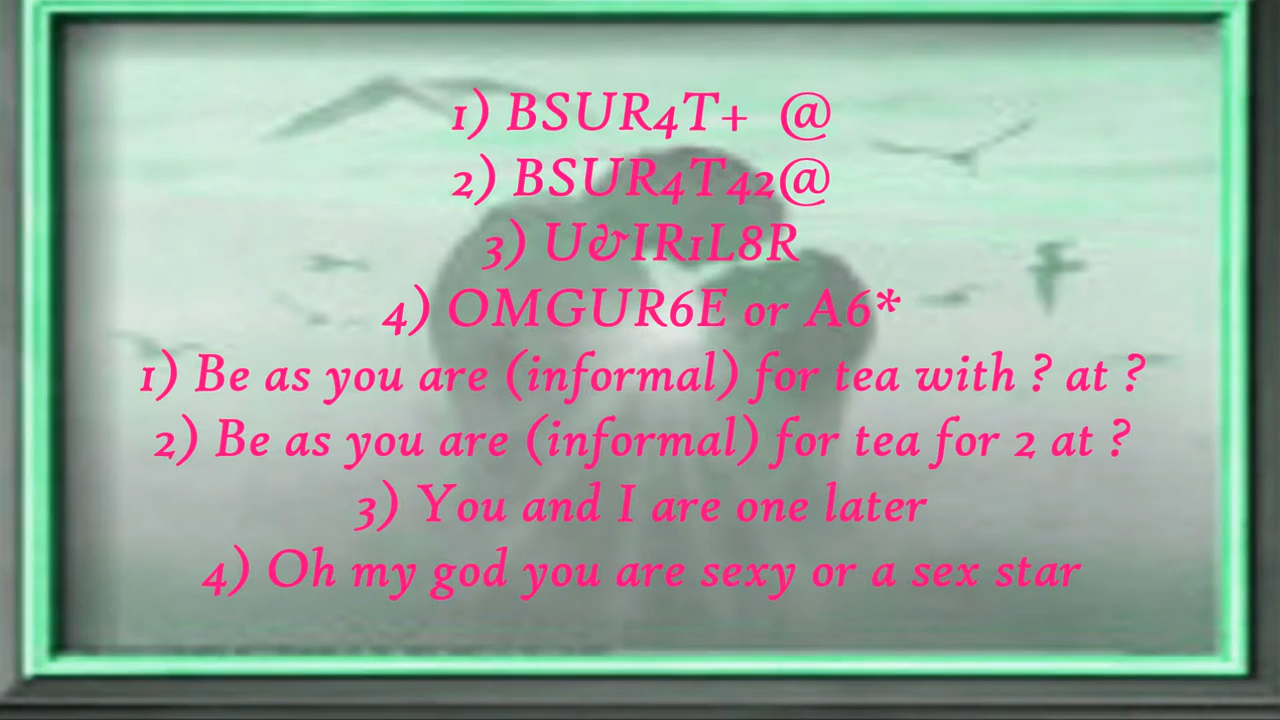 1) BSUR4T+ @
2) BSUR4T42@
3) U&IR1L8R
4) OMGUR6E or A6*
1) Be as you are (informal) for tea with ? at ?
2) Be as you are (informal) for tea for 2 at ?
3) You and I are one later
4) Oh my god you are sexy or a sex star